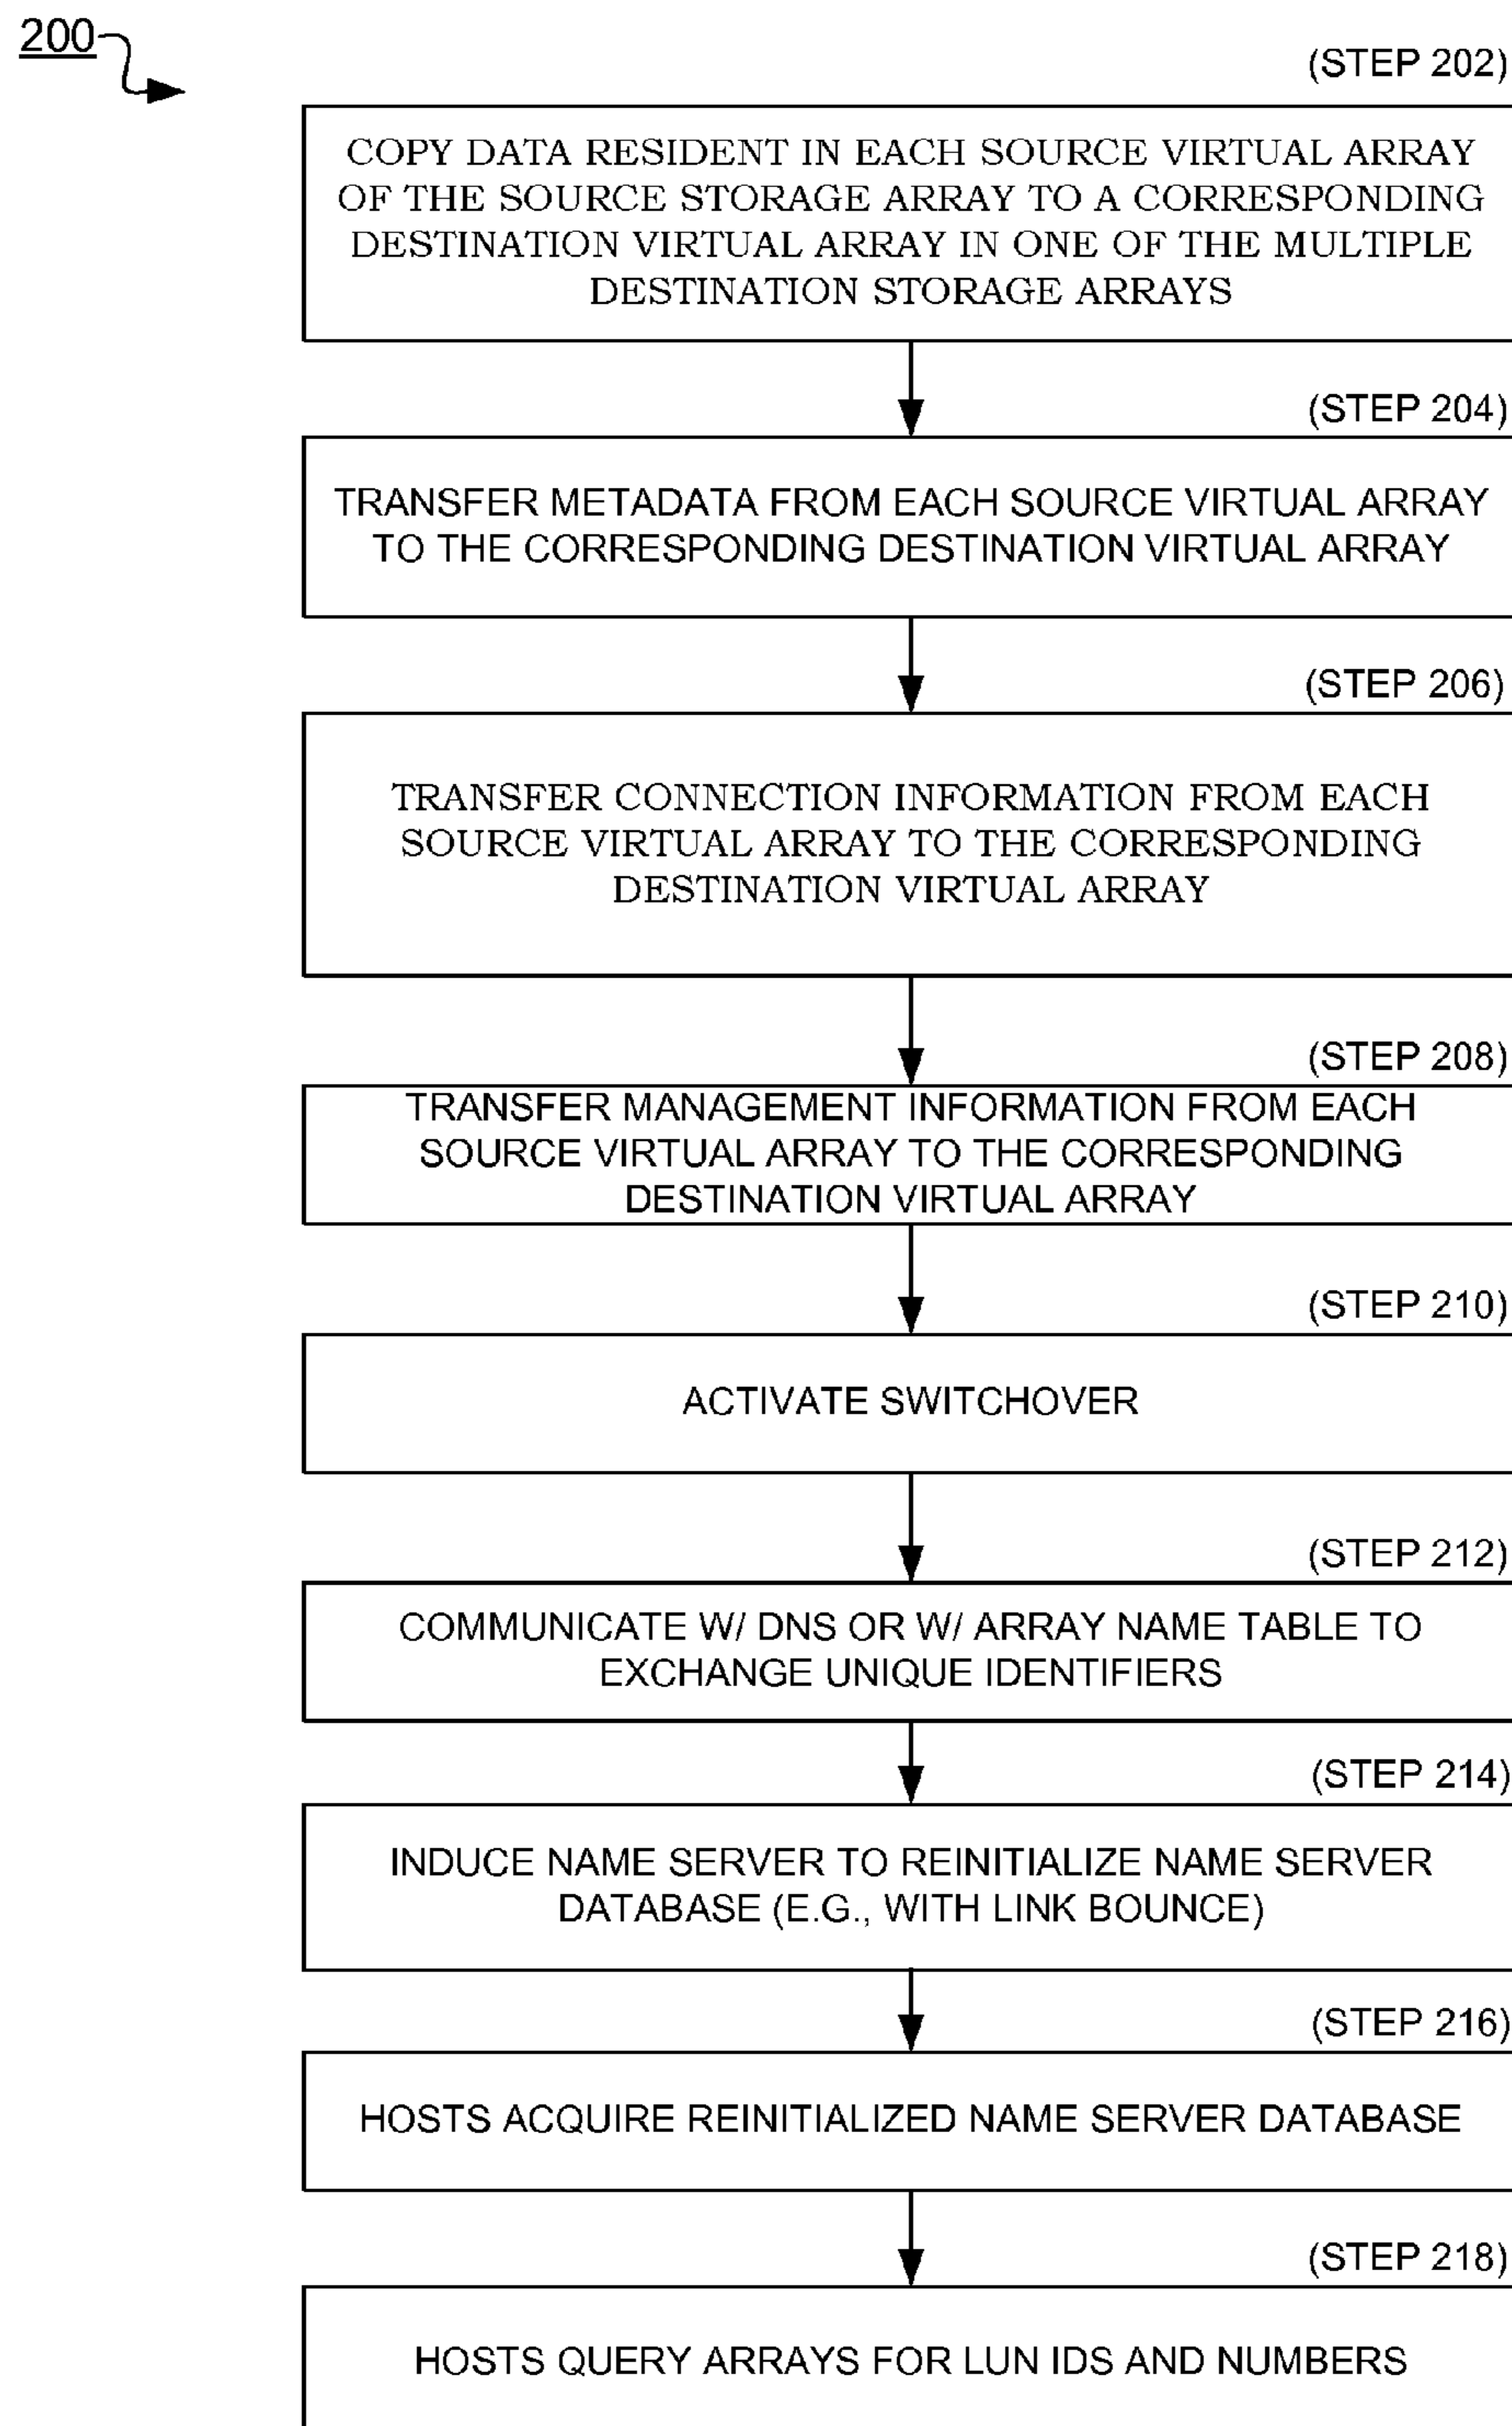 200
(STEP 202)
COPY DATA RESIDENT IN EACH SOURCE VIRTUAL ARRAY
OF THE SOURCE STORAGE ARRAY TO A CORRESPONDING
DESTINATION VIRTUAL ARRAY IN ONE OF THE MULTIPLE
DESTINATION STORAGE ARRAYS
(STEP 204)
TRANSFER METADATA FROM EACH SOURCE VIRTUAL ARRAY
TO THE CORRESPONDING DESTINATION VIRTUAL ARRAY
(STEP 206)
TRANSFER CONNECTION INFORMATION FROM EACH
SOURCE VIRTUAL ARRAY TO THE CORRESPONDING
DESTINATION VIRTUAL ARRAY
(STEP 208)
TRANSFER MANAGEMENT INFORMATION FROM EACH
SOURCE VIRTUAL ARRAY TO THE CORRESPONDING
DESTINATION VIRTUAL ARRAY
(STEP 210)
ACTIVATE SWITCHOVER
(STEP 212)
COMMUNICATE W/ DNS OR W/ ARRAY NAME TABLE TO
EXCHANGE UNIQUE IDENTIFIERS
(STEP 214)
INDUCE NAME SERVER TO REINITIALIZE NAME SERVER
DATABASE (E.G., WITH LINK BOUNCE)
(STEP 216)
HOSTS ACQUIRE REINITIALIZED NAME SERVER DATABASE
(STEP 218)
HOSTS QUERY ARRAYS FOR LUN IDS AND NUMBERS